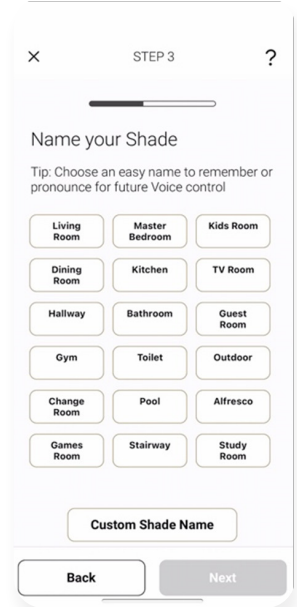 STEP 3
?
Name your Shade
Tip: Choose an easy name to remember or
pronounce for future Voice control
Living
Room
Master
Bedroom
Kids Room
Dining
Room
Kitchen
TV Room
Hallway
Bathroom
Guest
Room
Gym
Toilet
Outdoor
Change
Room
Pool
Alfresco
Games
Room
Stairway
Study
Room
Custom Shade Name
Back
Next